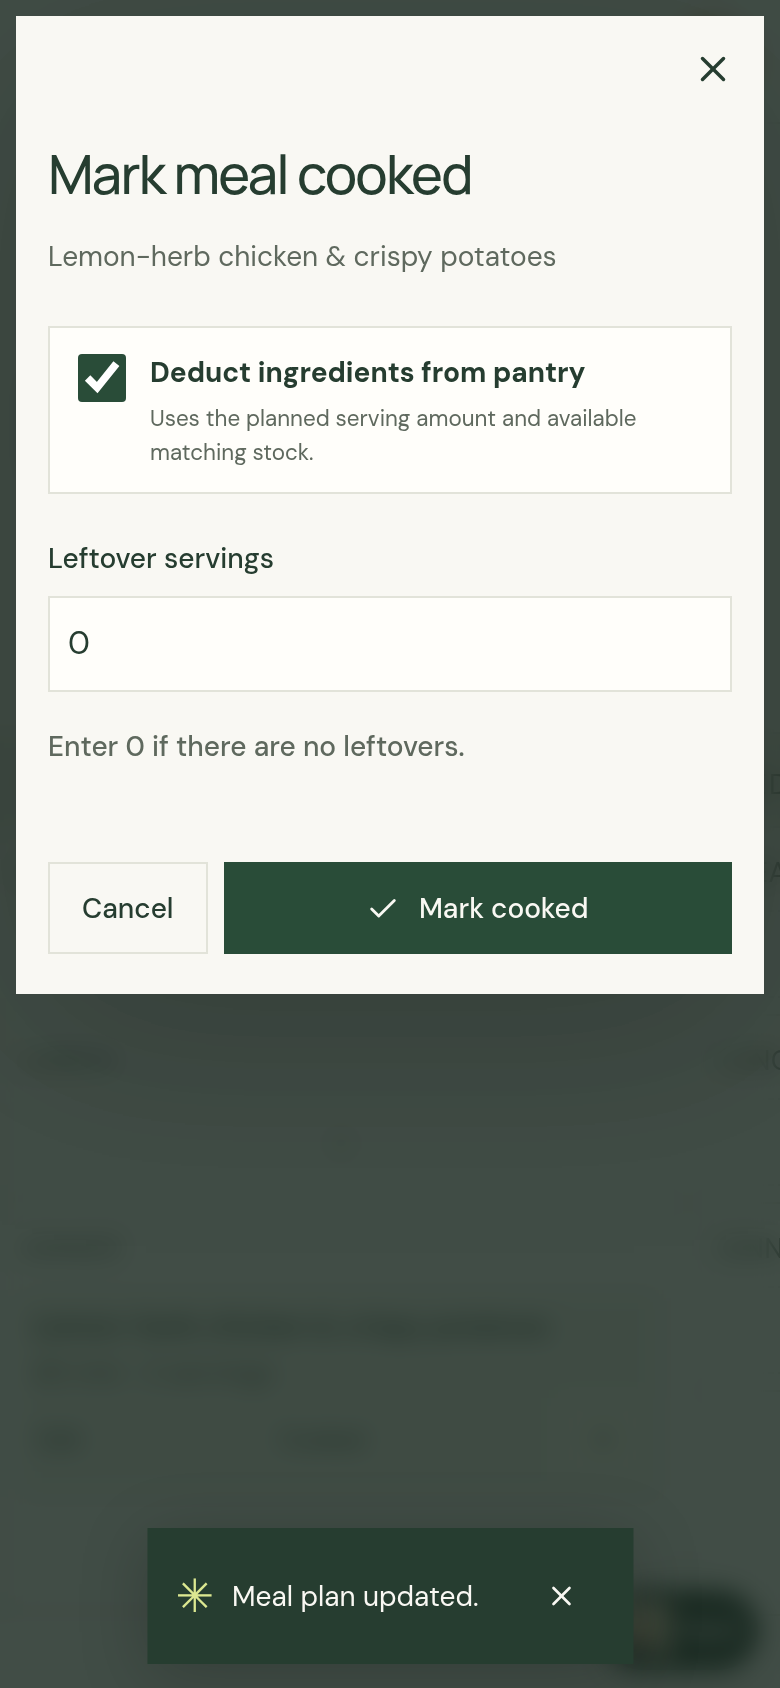 Mark meal cooked
Lemon-herb chicken & crispy potatoes
Deduct ingredients from pantry
Uses the planned serving amount and available
matching stock.
Leftover servings
0
Enter 0 if there are no leftovers.
Cancel
Mark cooked
Meal plan updated.